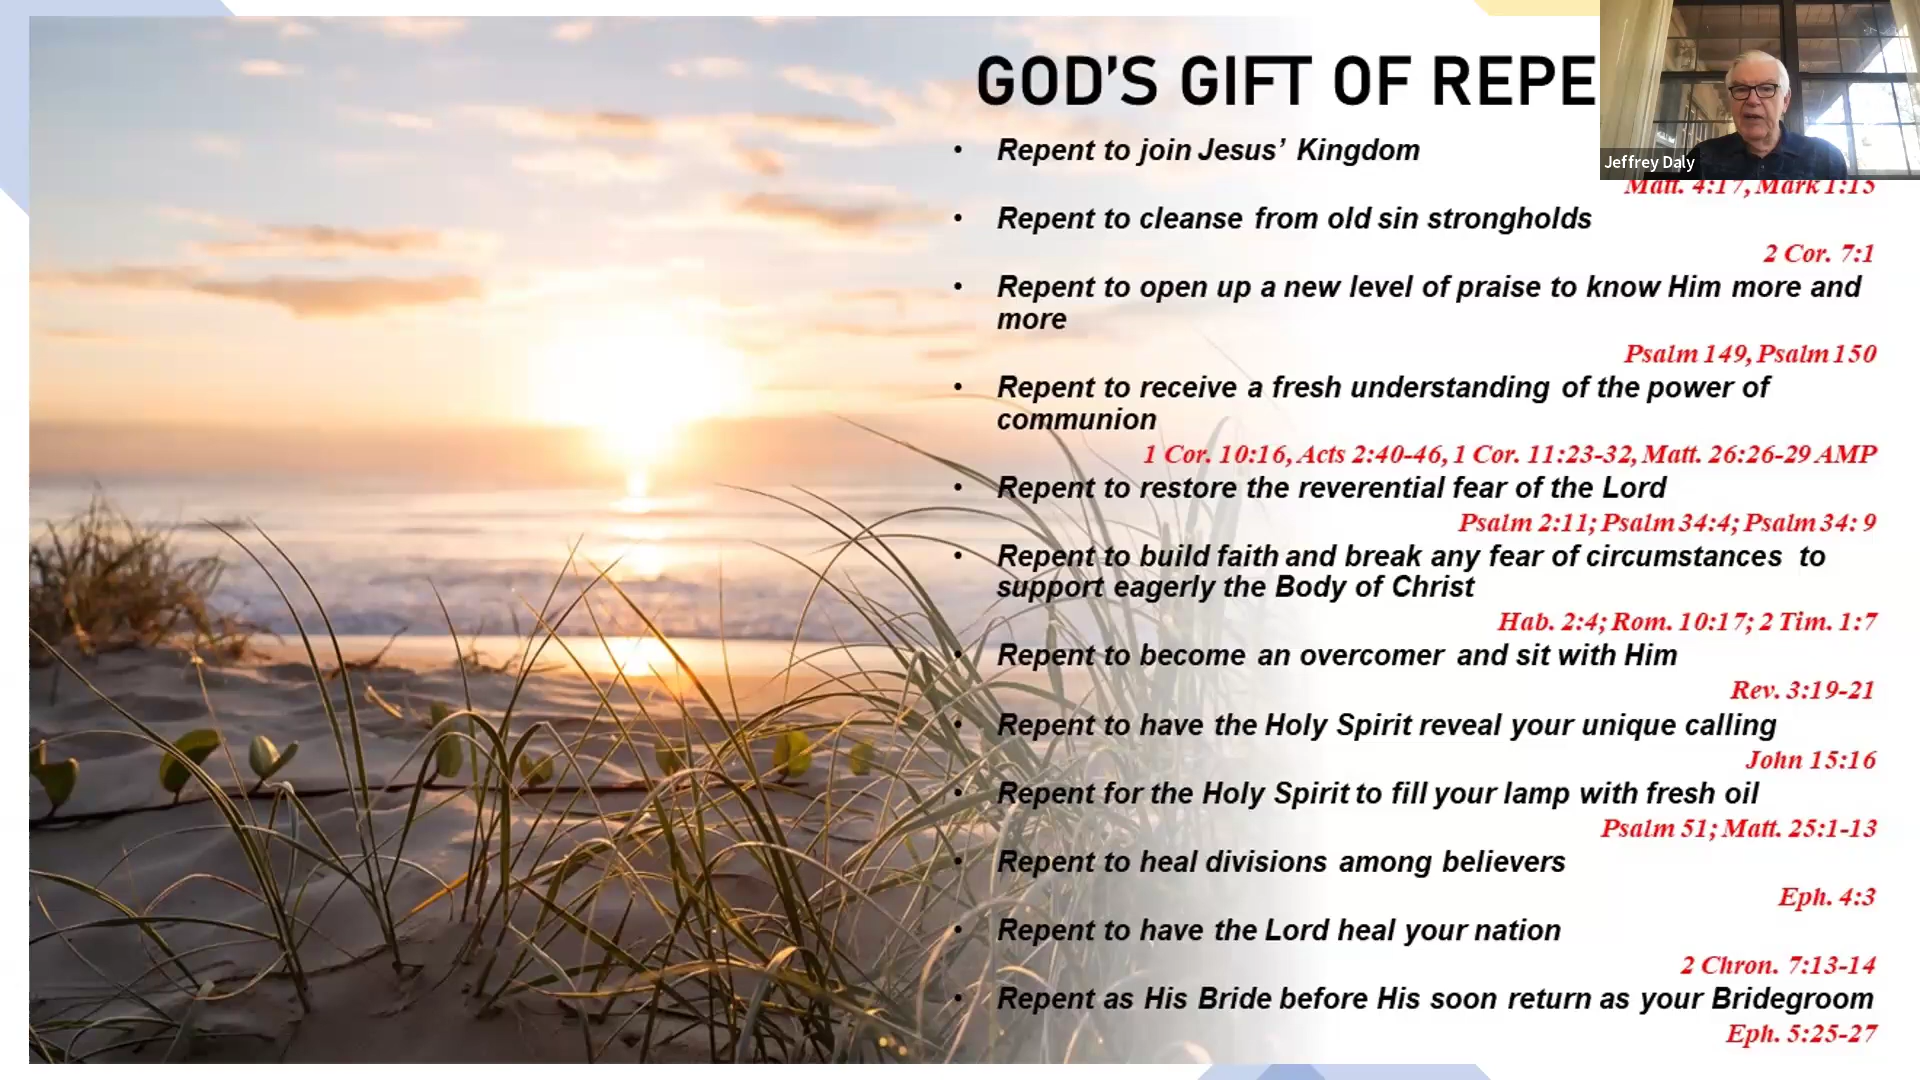 GOD'S GIFT OF REPE
Jeffrey Daly
• Repent to join Jesus' Kingdom
Matt. 4:17, Mark 1:15
• Repent to cleanse from old sin strongholds
2 Cor. 7:1
• Repent to open up a new level of praise to know Him more and
more
Psalm 149, Psalm 150
• Repent to receive a fresh understanding of the power of
communion
1 Cor. 10:16, Acts 2:40-46, 1 Cor. 11:23-32, Matt. 26:26-29 AMP
• Repent to restore the reverential fear of the Lord
Psalm 2:11; Psalm 34:4; Psalm 34: 9
• Repent to build faith and break any fear of circumstances to
support eagerly the Body of Christ
Hab. 2:4; Rom. 10:17; 2 Tim. 1:7
• Repent to become an overcomer and sit with Him
Rev. 3:19-21
• Repent to have the Holy Spirit reveal your unique calling
John 15:16
• Repent for the Holy Spirit to fill your lamp with fresh oil
Psalm 51; Matt. 25:1-13
• Repent to heal divisions among believers
Eph. 4:3
• Repent to have the Lord heal your nation
2 Chron. 7:13-14
• Repent as His Bride before His soon return as your Bridegroom
Eph. 5:25-27